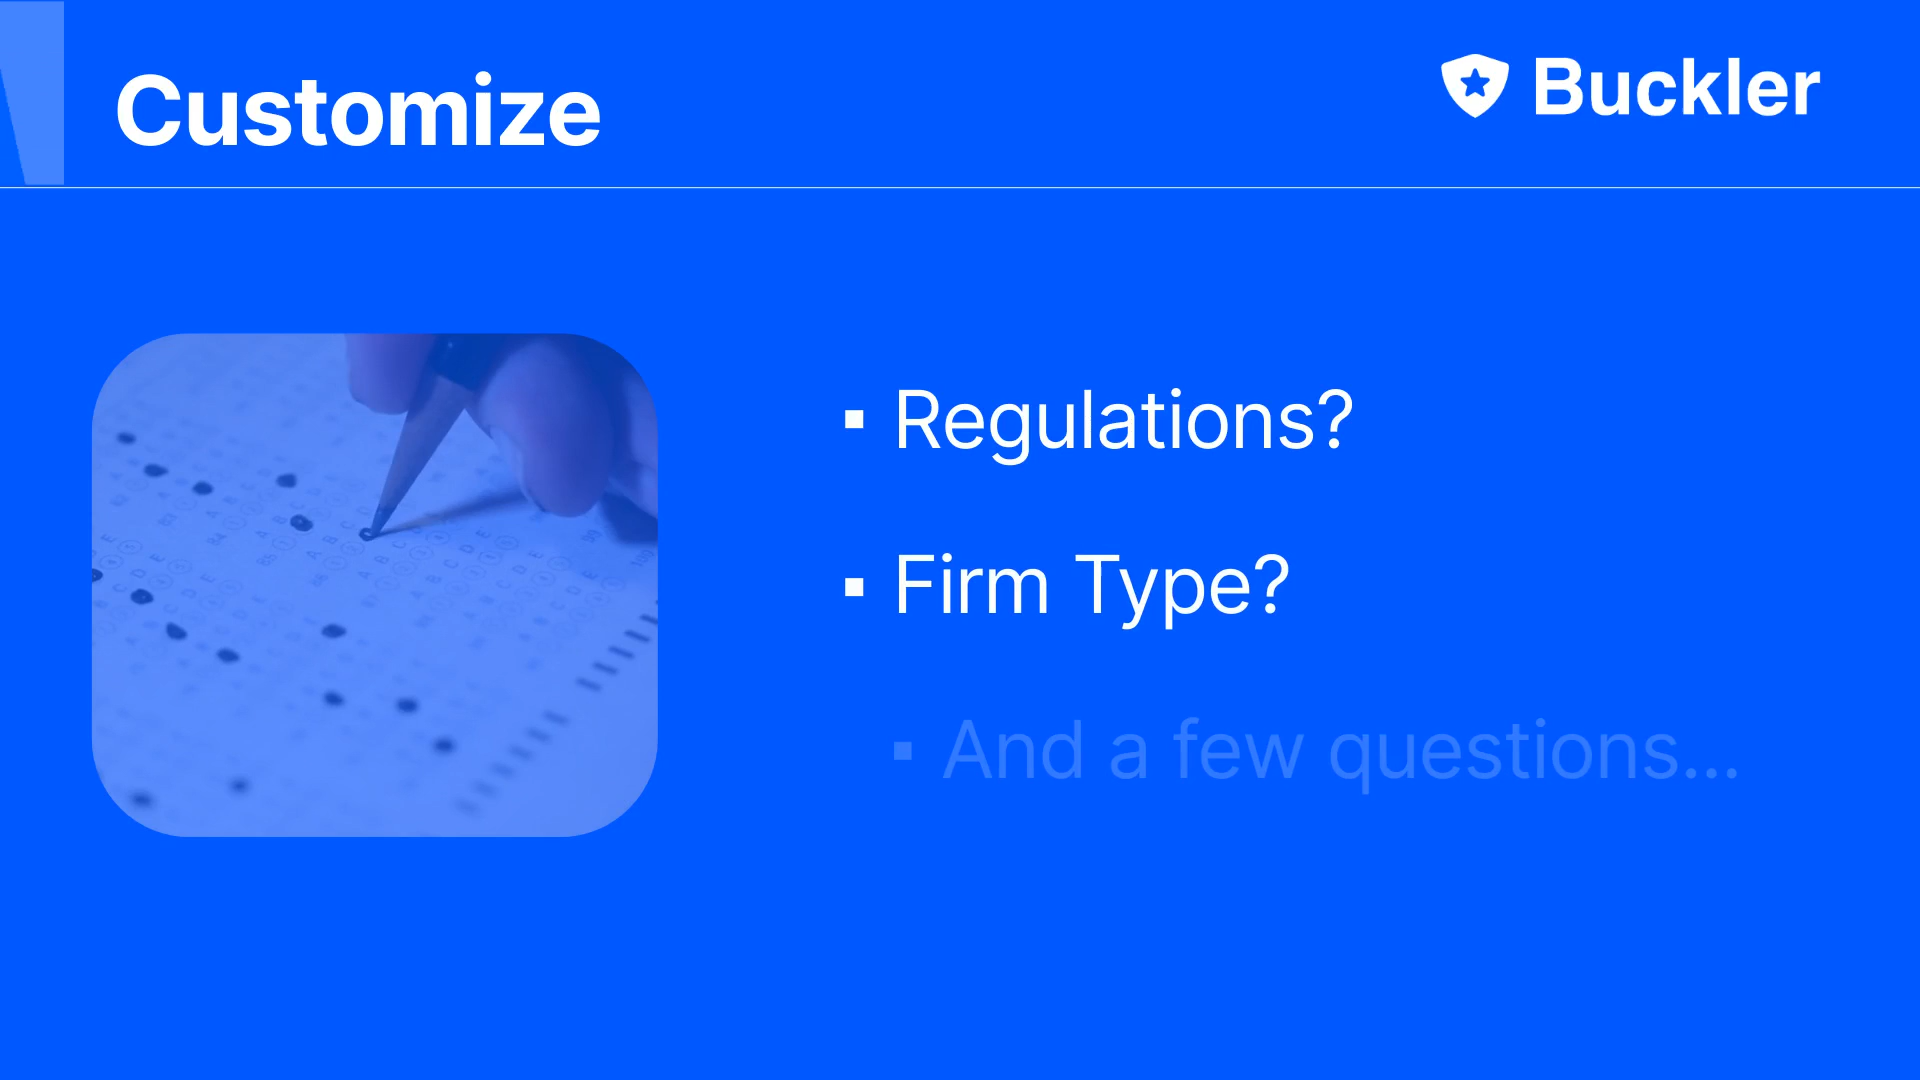 Customize
Buckler
Regulations?
Firm Type?
And a few questions...